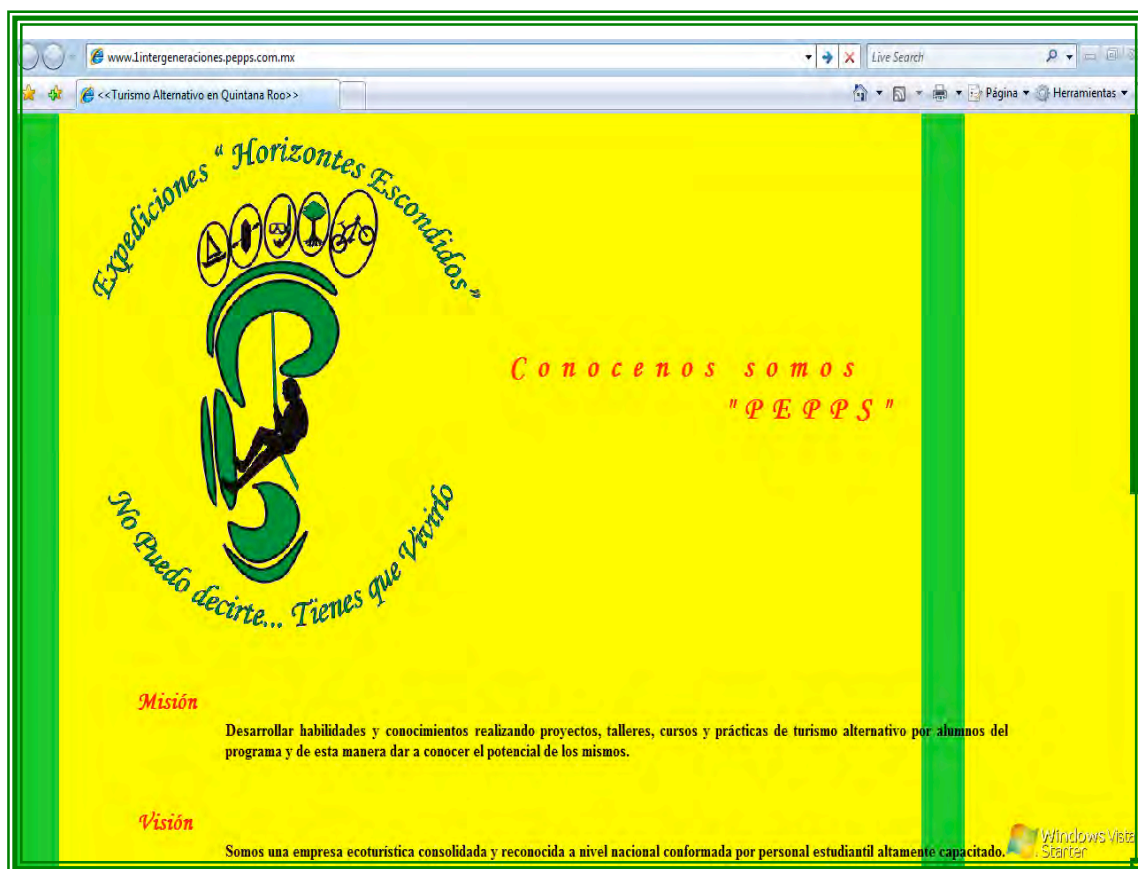 www.1intergeneraciones.pepps.com.mx
Live Search
<<Turismo Alternativo en Quintana Roo>>
Página
Herramientas
Expediciones " Horizontes Escondidos "
Conocenos somos
"PEPPS"
No Puedo decirte... Tienes que Vivirlo
Misión
Desarrollar habilidades y conocimientos realizando proyectos, talleres, cursos y prácticas de turismo alternativo por alumnos del
programa y de esta manera dar a conocer el potencial de los mismos.
Visión
Somos una empresa ecoturística consolidada y reconocida a nivel nacional conformada por personal estudiantil altamente capacitado.
Windows Vista
Starter